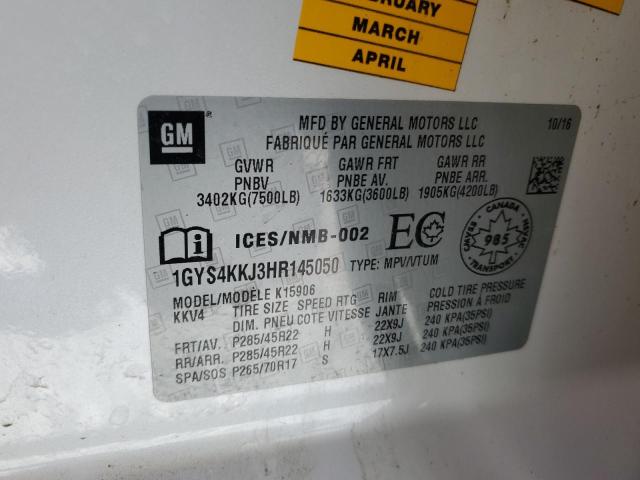 MARCH
APRIL
GM
MFD BY GENERAL MOTORS LLC 10/16
FABRIQUÉ PAR GENERAL MOTORS LLC
GVWR GAWR FRT GAWR RR
PNBV PNBE AV. PNBE ARR.
3402KG(7500LB) 1633KG(3600LB) 1905KG(4200LB)
ICES/NMB-002 EC
CANADA
985
1GYS4KKJ3HR145050 TYPE: MPV/VTUM
MODEL/MODÈLE K15906
KKV4 TIRE SIZE SPEED RTG RIM COLD TIRE PRESSURE
DIM. PNEU COTE VITESSE JANTE PRESSION À FROID
FRT/AV. P285/45R22 H 22X9J 240 KPA(35PSI)
RR/ARR. P285/45R22 H 22X9J 240 KPA(35PSI)
SPA/SOS P265/70R17 S 17X7.5J 240 KPA(35PSI)